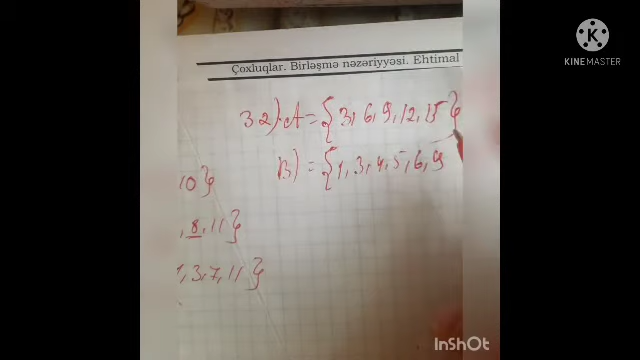 Çoxluqlar. Birləşmə nəzəriyyəsi. Ehtimal
32) A = {3, 6, 9, 12, 15}
B) = {1, 3, 4, 5, 6, 9
10}
, 8, 11}
, 3, 7, 11}
K
KINEMASTER
InShOt